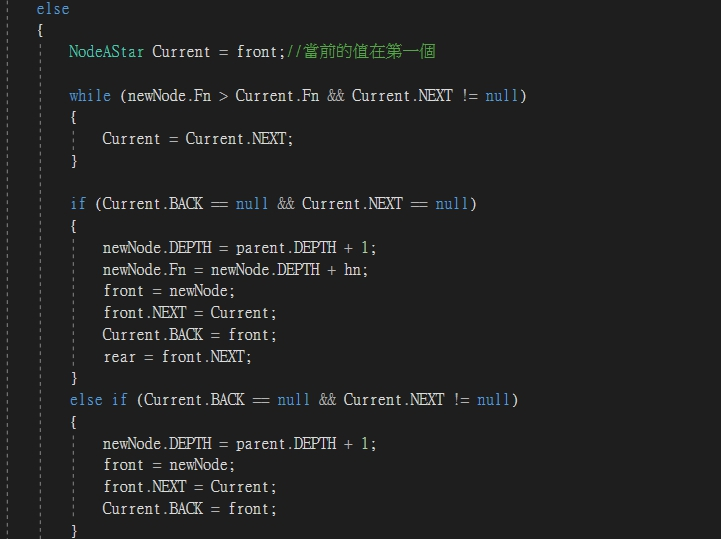 else
{
NodeAStar Current = front;//當前的值在第一個
while (newNode.Fn > Current.Fn && Current.NEXT != null)
{
Current = Current.NEXT;
}
if (Current.BACK == null && Current.NEXT == null)
{
newNode.DEPTH = parent.DEPTH + 1;
newNode.Fn = newNode.DEPTH + hn;
front = newNode;
front.NEXT = Current;
Current.BACK = front;
rear = front.NEXT;
}
else if (Current.BACK == null && Current.NEXT != null)
{
newNode.DEPTH = parent.DEPTH + 1;
front = newNode;
front.NEXT = Current;
Current.BACK = front;
}